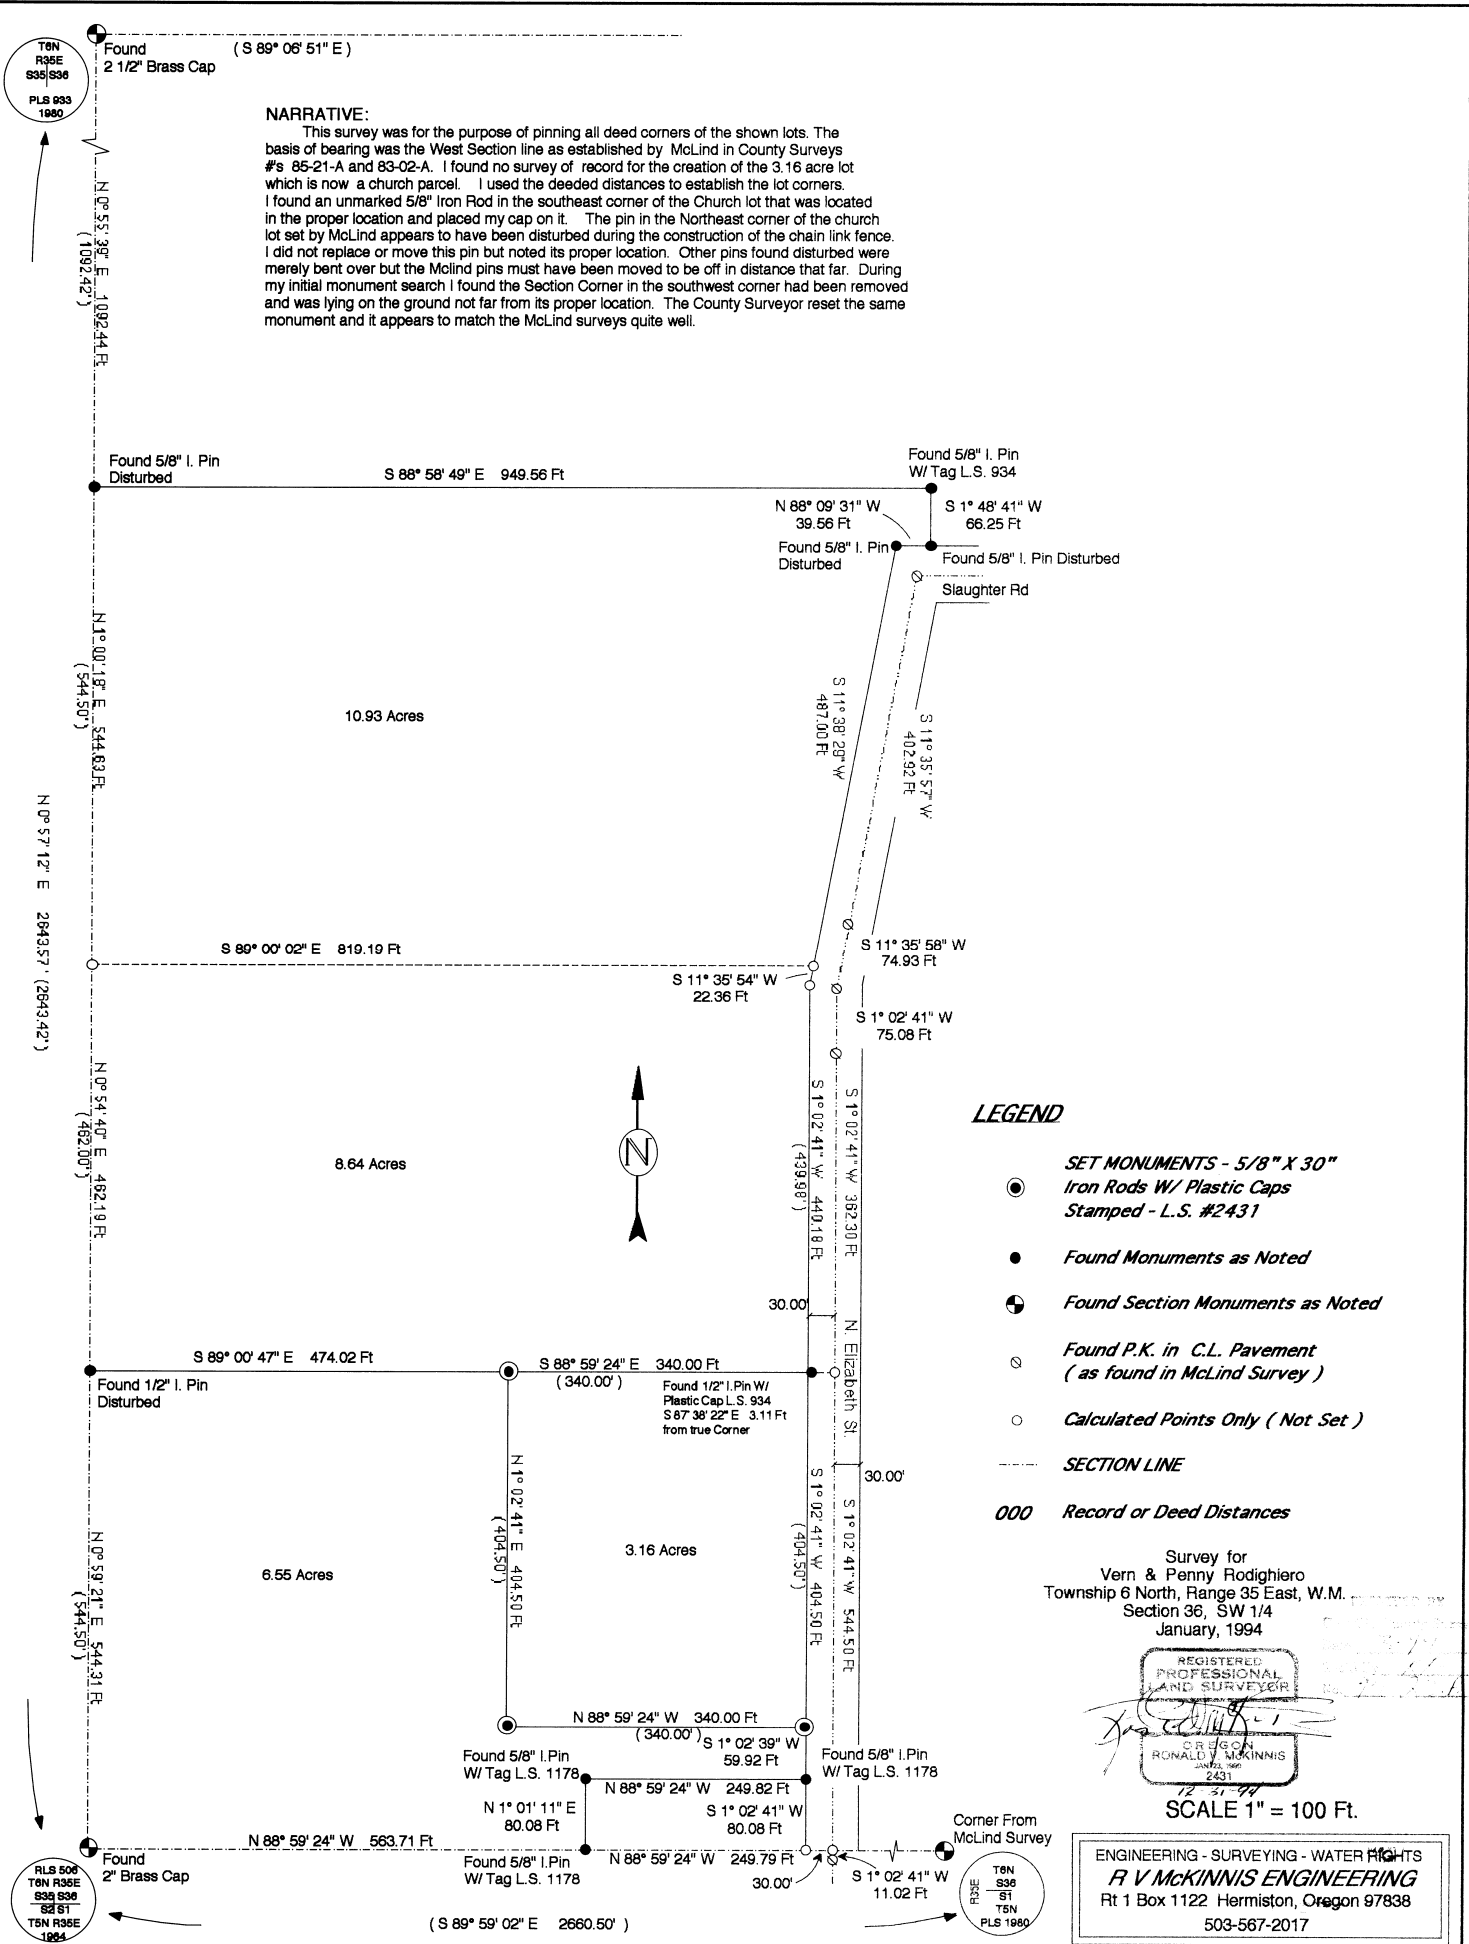 T6N
R35E
S35 S36
PLS 933
1980
Found
2 1/2" Brass Cap
( S 89° 06' 51" E )
NARRATIVE:
This survey was for the purpose of pinning all deed corners of the shown lots. The
basis of bearing was the West Section line as established by McLind in County Surveys
#'s 85-21-A and 83-02-A. I found no survey of record for the creation of the 3.16 acre lot
which is now a church parcel. I used the deeded distances to establish the lot corners.
I found an unmarked 5/8" Iron Rod in the southeast corner of the Church lot that was located
in the proper location and placed my cap on it. The pin in the Northeast corner of the church
lot set by McLind appears to have been disturbed during the construction of the chain link fence.
I did not replace or move this pin but noted its proper location. Other pins found disturbed were
merely bent over but the Mclind pins must have been moved to be off in distance that far. During
my initial monument search I found the Section Corner in the southwest corner had been removed
and was lying on the ground not far from its proper location. The County Surveyor reset the same
monument and it appears to match the McLind surveys quite well.
N 0° 55' 39" E 1092.44 Ft
( 1092.42' )
Found 5/8" I. Pin
Disturbed
S 88° 58' 49" E 949.56 Ft
Found 5/8" I. Pin
W/ Tag L.S. 934
N 88° 09' 31" W
39.56 Ft
S 1° 48' 41" W
66.25 Ft
Found 5/8" I. Pin
Disturbed
Found 5/8" I. Pin Disturbed
Slaughter Rd
N 1° 00' 18" E 544.63 Ft
( 544.50' )
10.93 Acres
S 11° 38' 29" W
487.00 Ft
S 11° 35' 57" W
402.92 Ft
N 0° 57' 12" E 2643.57' (2643.42')
S 89° 00' 02" E 819.19 Ft
S 11° 35' 58" W
74.93 Ft
S 11° 35' 54" W
22.36 Ft
S 1° 02' 41" W
75.08 Ft
N 0° 54' 40" E 462.19 Ft
( 462.00' )
8.64 Acres
N
S 1° 02' 41" W 440.18 Ft
( 439.98' )
S 1° 02' 41" W 362.30 Ft
30.00'
N. Elizabeth St.
S 89° 00' 47" E 474.02 Ft
Found 1/2" I. Pin
Disturbed
S 88° 59' 24" E 340.00 Ft
( 340.00' )
Found 1/2" I.Pin W/
Plastic Cap L.S. 934
S 87° 38' 22" E 3.11 Ft
from true Corner
30.00'
N 1° 02' 41" E 404.50 Ft
( 404.50' )
S 1° 02' 41" W 404.50 Ft
( 404.50' )
S 1° 02' 41" W 544.50 Ft
N 0° 59' 21" E 544.31 Ft
( 544.50' )
6.55 Acres
3.16 Acres
N 88° 59' 24" W 340.00 Ft
( 340.00' )
S 1° 02' 39" W
59.92 Ft
Found 5/8" I.Pin
W/ Tag L.S. 1178
Found 5/8" I.Pin
W/ Tag L.S. 1178
N 88° 59' 24" W 249.82 Ft
N 1° 01' 11" E
80.08 Ft
S 1° 02' 41" W
80.08 Ft
N 88° 59' 24" W 563.71 Ft
Found
2" Brass Cap
Found 5/8" I.Pin
W/ Tag L.S. 1178
N 88° 59' 24" W 249.79 Ft
30.00'
S 1° 02' 41" W
11.02 Ft
Corner From
McLind Survey
RLS 506
T6N R35E
S35 S36
S2 S1
T5N R35E
1964
( S 89° 59' 02" E 2660.50' )
R35E
T6N
S36
S1
T5N
PLS 1980
LEGEND
SET MONUMENTS - 5/8" X 30"
Iron Rods W/ Plastic Caps
Stamped - L.S. #2431
Found Monuments as Noted
Found Section Monuments as Noted
Found P.K. in C.L. Pavement
( as found in McLind Survey )
Calculated Points Only ( Not Set )
SECTION LINE
000 Record or Deed Distances
Survey for
Vern & Penny Rodighiero
Township 6 North, Range 35 East, W.M.
Section 36, SW 1/4
January, 1994
REGISTERED
PROFESSIONAL
LAND SURVEYOR
OREGON
RONALD V. McKINNIS
2431
12-31-94
SCALE 1" = 100 Ft.
ENGINEERING - SURVEYING - WATER RIGHTS
R V McKINNIS ENGINEERING
Rt 1 Box 1122 Hermiston, Oregon 97838
503-567-2017